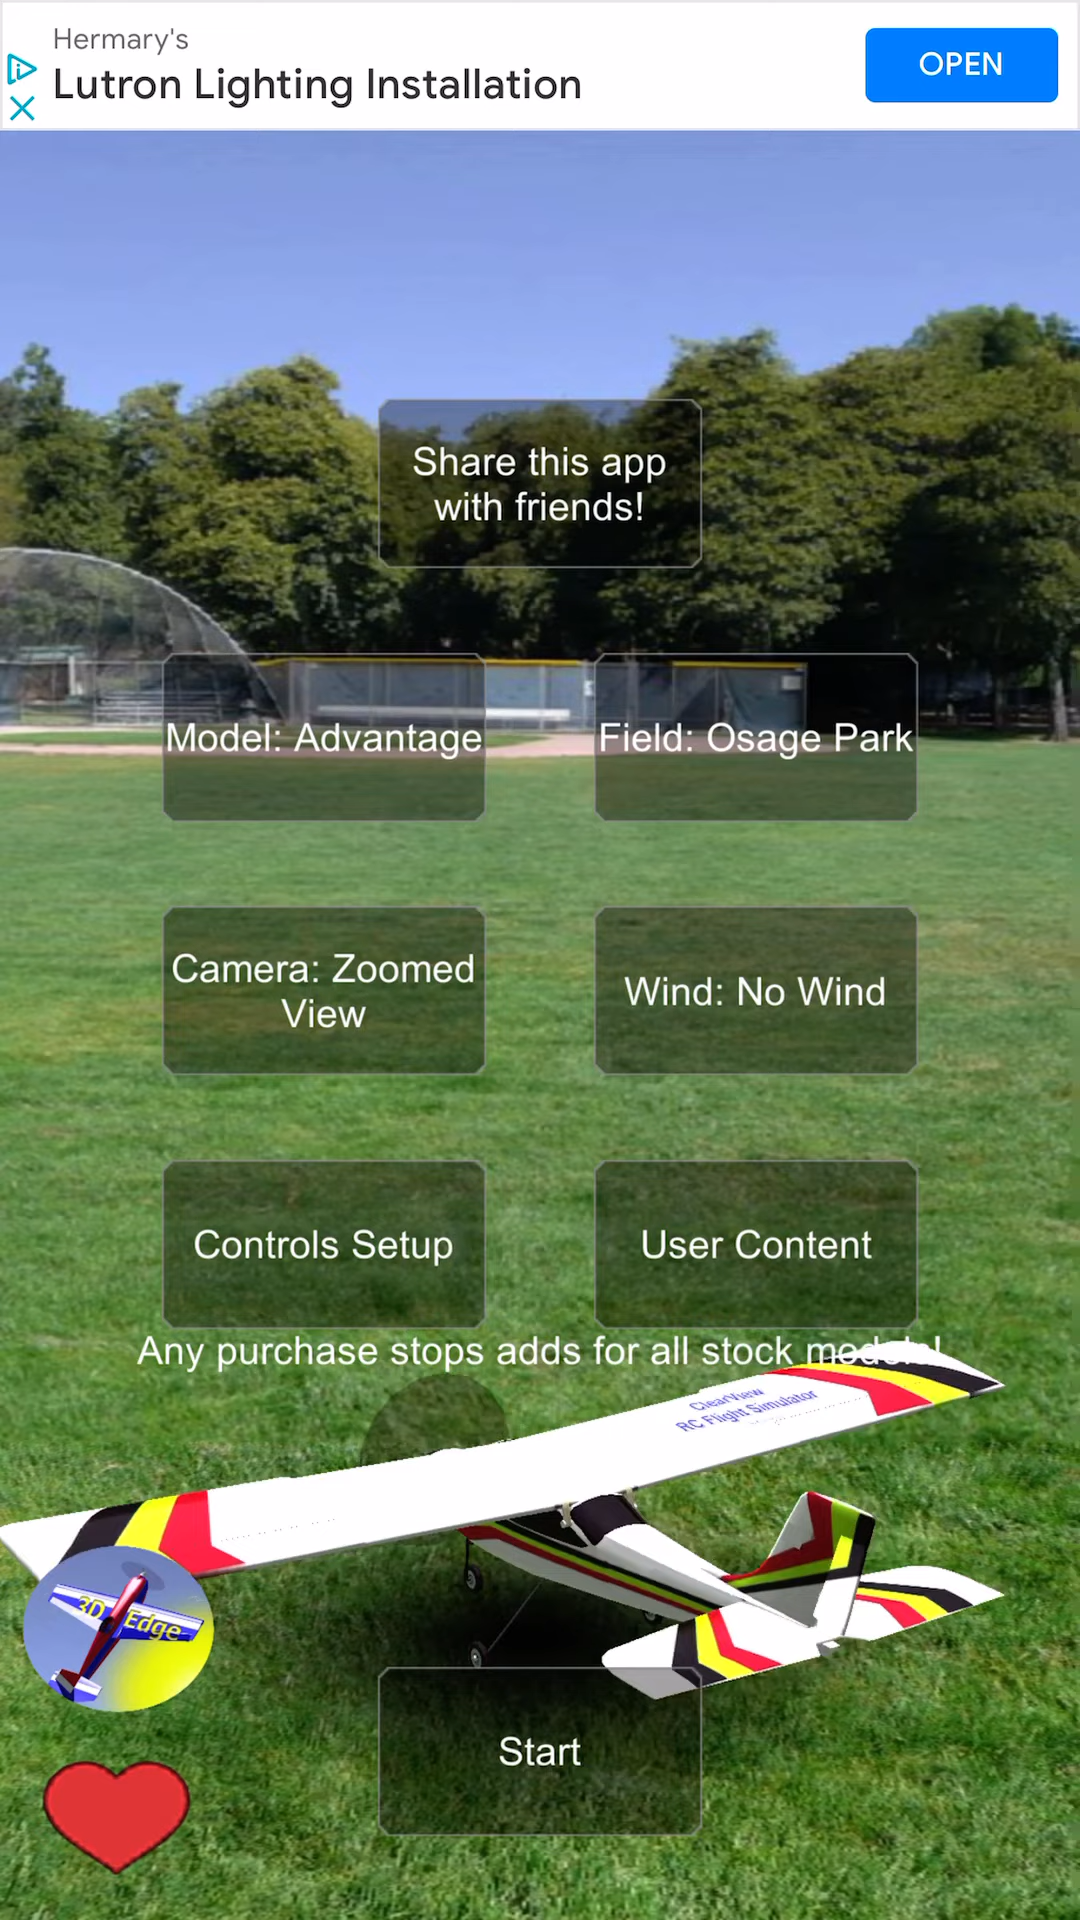 Hermary's
Lutron Lighting Installation
OPEN
Share this app
with friends!
Model: Advantage
Field: Osage Park
Camera: Zoomed
View
Wind: No Wind
Controls Setup
User Content
Any purchase stops adds for all stock models!
ClearView
RC Flight Simulator
3D Edge
Start